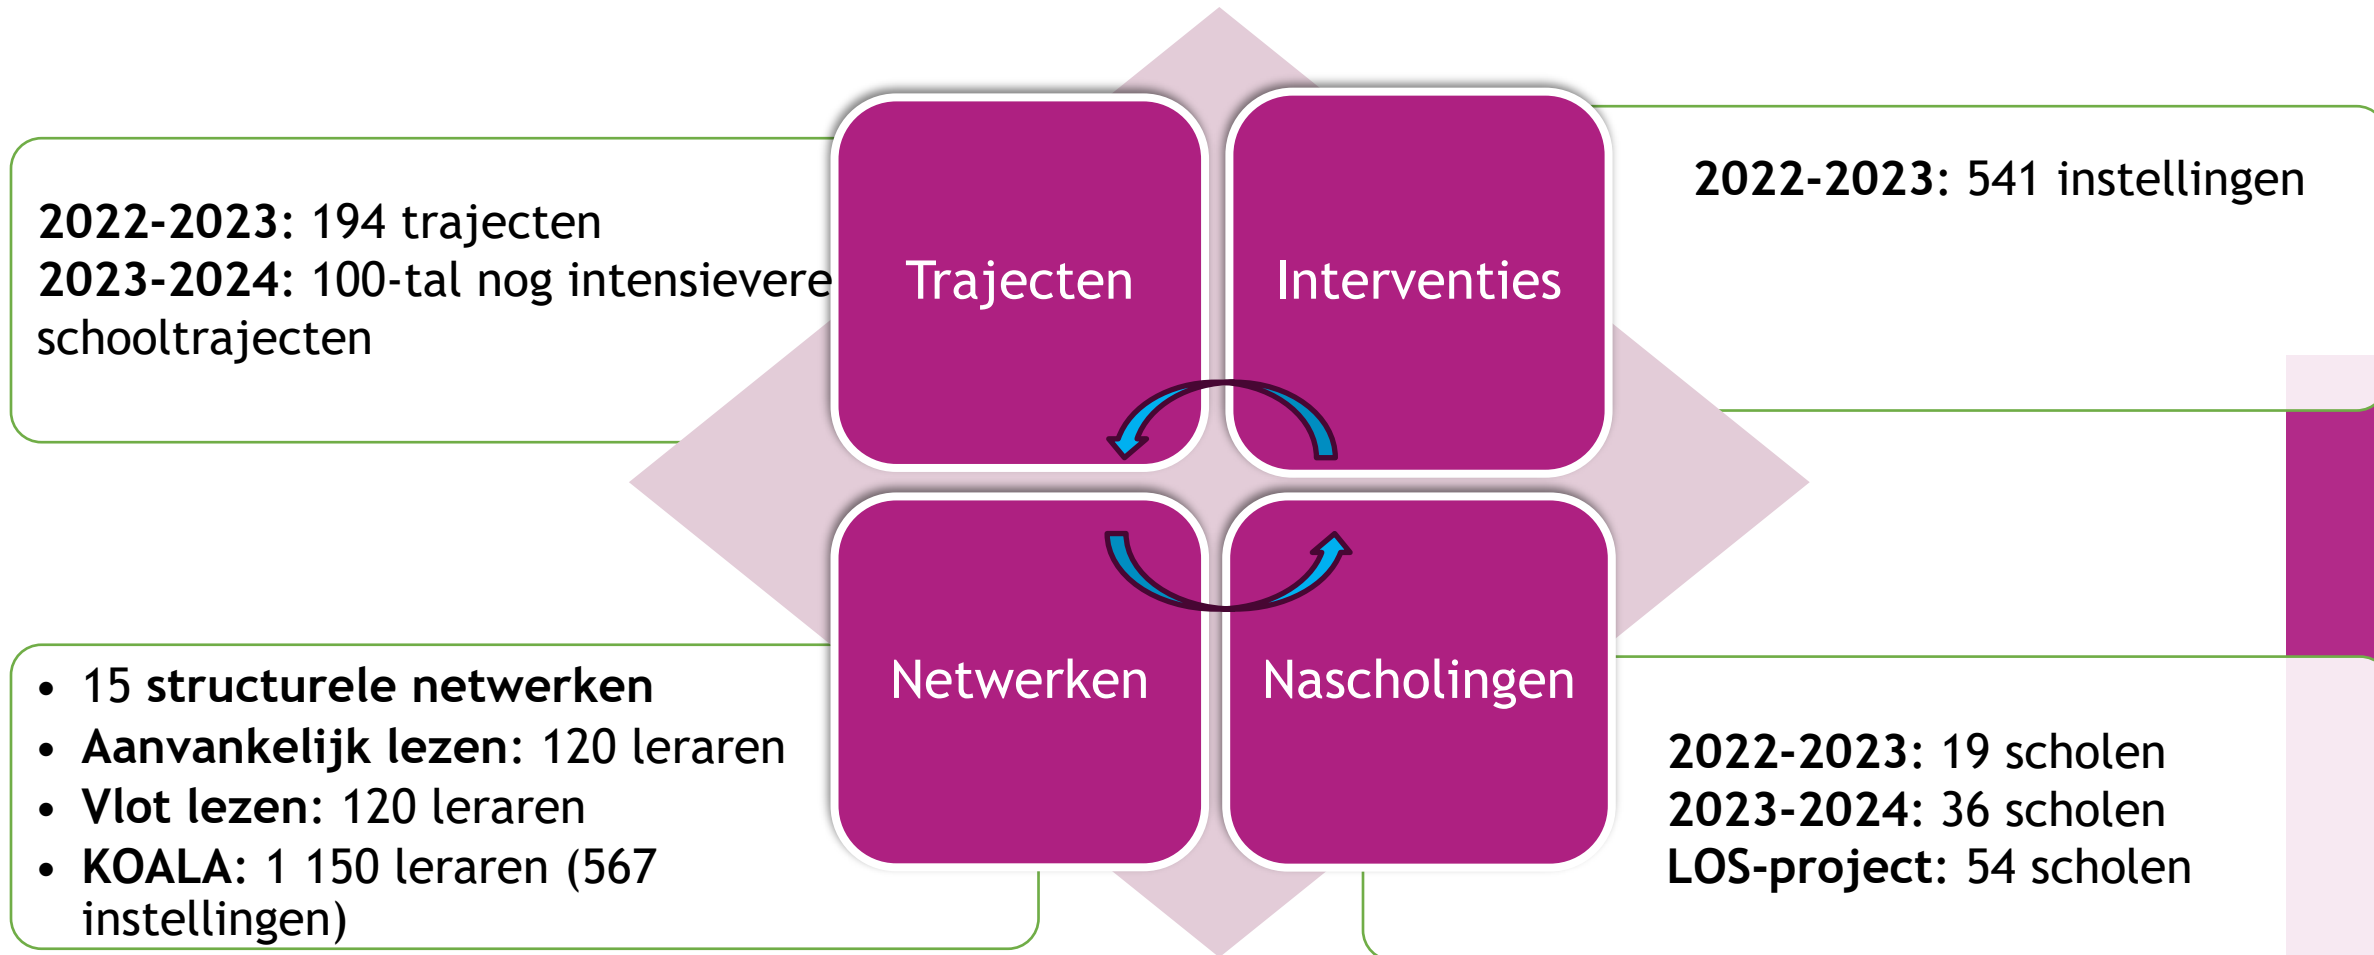 2022-2023: 194 trajecten
2023-2024: 100-tal nog intensievere
schooltrajecten
Trajecten
Interventies
2022-2023: 541 instellingen
• 15 structurele netwerken
• Aanvankelijk lezen: 120 leraren
• Vlot lezen: 120 leraren
• KOALA: 1 150 leraren (567
instellingen)
Netwerken
Nascholingen
2022-2023: 19 scholen
2023-2024: 36 scholen
LOS-project: 54 scholen